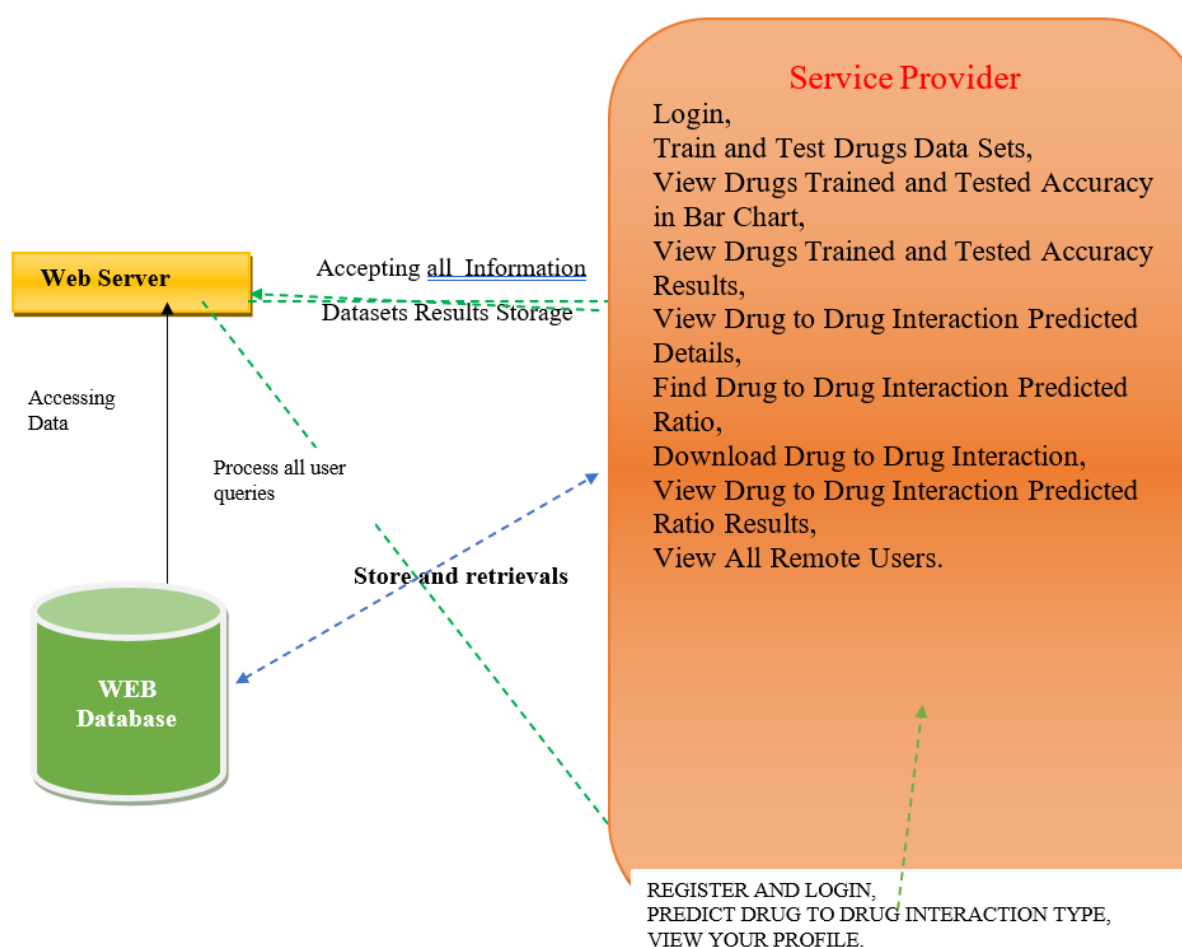 Service Provider
Login,
Train and Test Drugs Data Sets,
View Drugs Trained and Tested Accuracy
in Bar Chart,
View Drugs Trained and Tested Accuracy
Results,
View Drug to Drug Interaction Predicted
Details,
Find Drug to Drug Interaction Predicted
Ratio,
Download Drug to Drug Interaction,
View Drug to Drug Interaction Predicted
Ratio Results,
View All Remote Users.
Web Server
Accepting all Information
Datasets Results Storage
Accessing
Data
Process all user
queries
Store and retrievals
WEB
Database
REGISTER AND LOGIN,
PREDICT DRUG TO DRUG INTERACTION TYPE,
VIEW YOUR PROFILE.